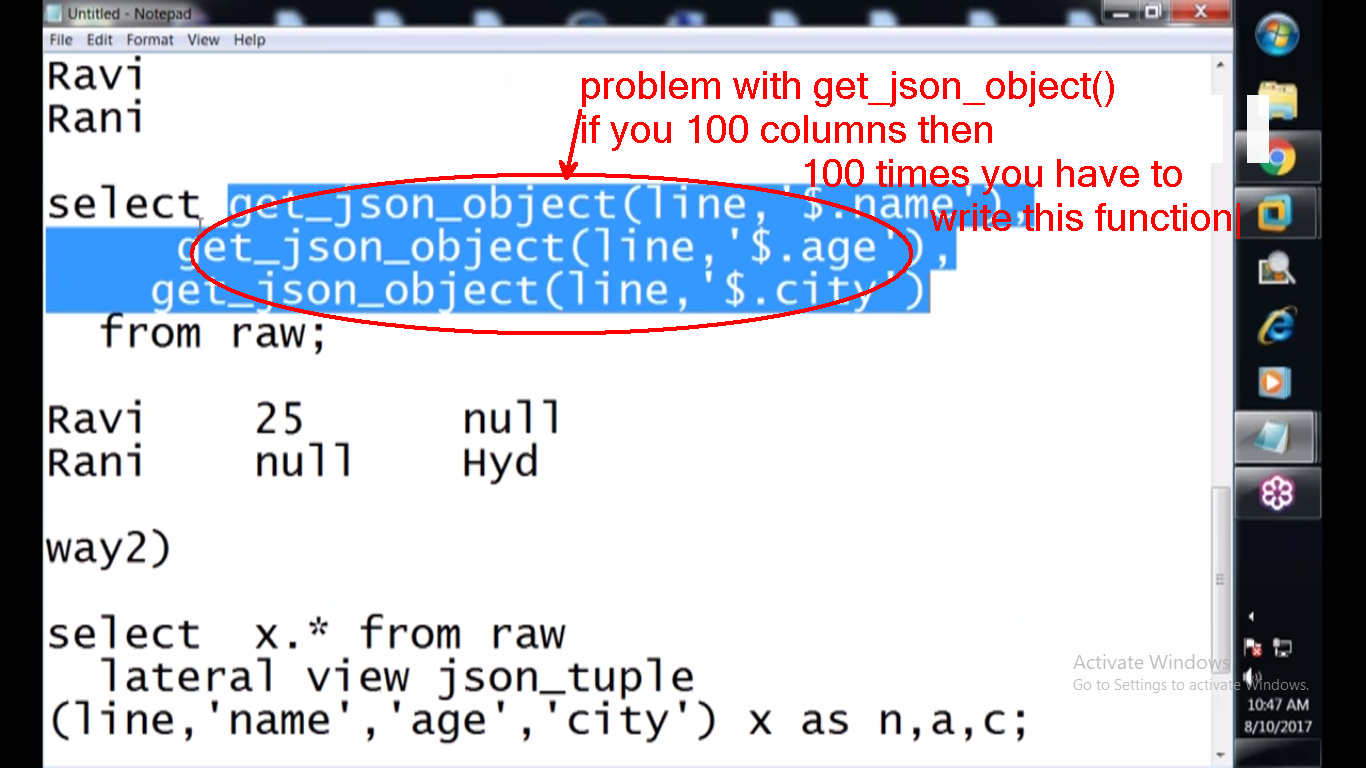 Untitled - Notepad
File Edit Format View Help
Ravi
Rani
problem with get_json_object()
if you 100 columns then
100 times you have to
write this function
select get_json_object(line,'$.name'),
get_json_object(line,'$.age'),
get_json_object(line,'$.city')
from raw;
Ravi 25 null
Rani null Hyd
way2)
select x.* from raw
lateral view json_tuple
(line,'name','age','city') x as n,a,c;
Activate Windows
Go to Settings to activate Windows.
10:47 AM
8/10/2017